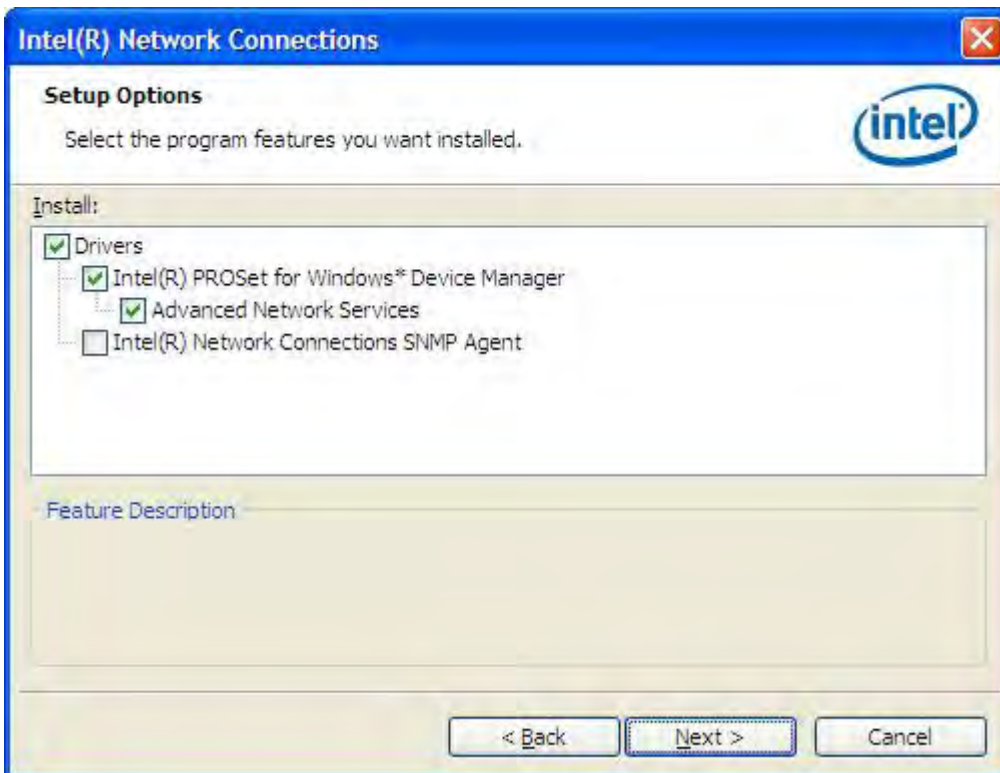 Intel(R) Network Connections
Setup Options
Select the program features you want installed.
intel
Install:
Drivers
Intel(R) PROSet for Windows* Device Manager
Advanced Network Services
Intel(R) Network Connections SNMP Agent
Feature Description
< Back
Next >
Cancel